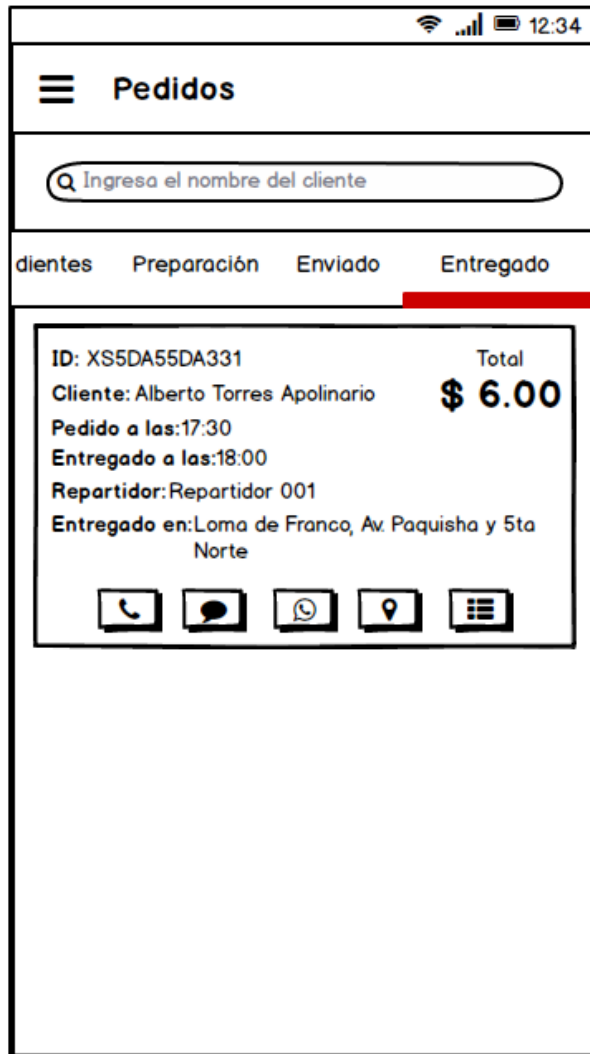 12:34
Pedidos
Ingresa el nombre del cliente
dientes Preparación Enviado Entregado
ID: XS5DA55DA331
Total
Cliente: Alberto Torres Apolinario
$ 6.00
Pedido a las:17:30
Entregado a las:18:00
Repartidor: Repartidor 001
Entregado en: Loma de Franco, Av. Paquisha y 5ta
Norte